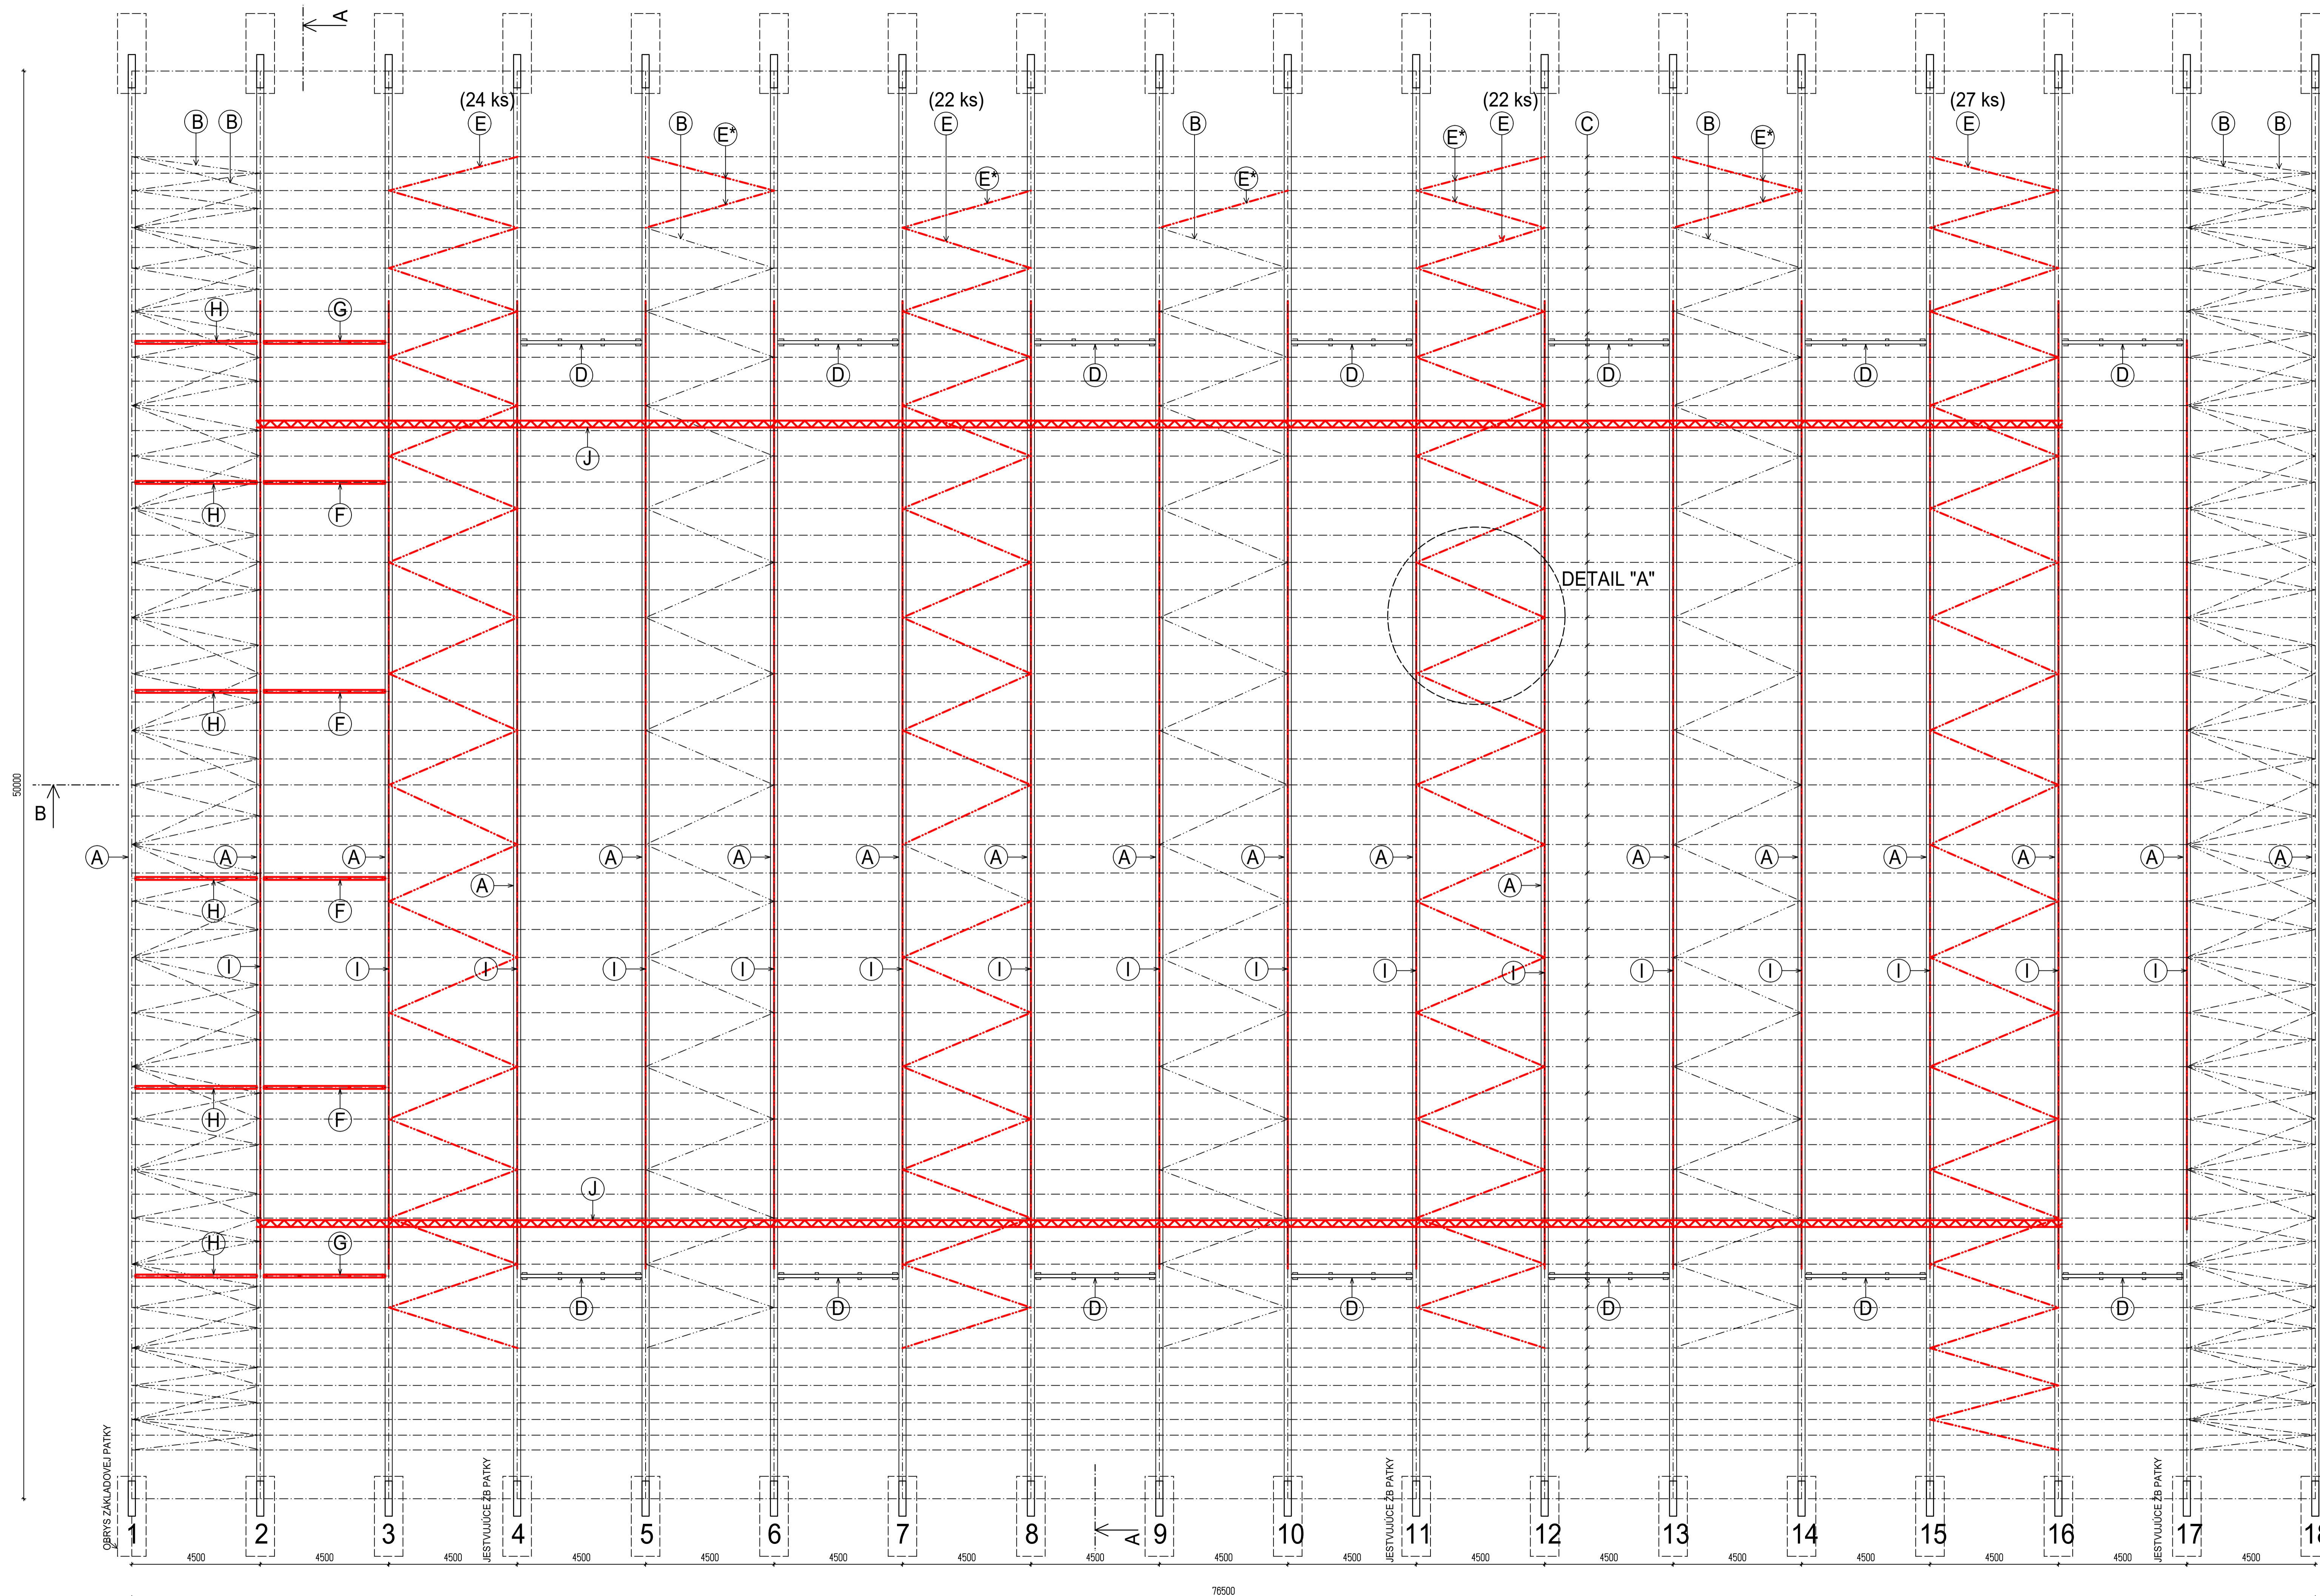 A
(24 ks)
(22 ks)
(22 ks)
(27 ks)
B B E B E* E E* B E* E E C B E* E B B
E* E*
H G
D D D D D D D
J
H F
DETAIL "A"
H F
50000
B
A A A A A A A A A A A A A A A A
A A
H F
I I I I I I I I I I I I I I I I
H F
J
H G
D D D D D D D
OBRYS ZÁKLADOVEJ PATKY
JESTVUJÚCE ŽB PATKY
JESTVUJÚCE ŽB PATKY
JESTVUJÚCE ŽB PATKY
A
1 2 3 4 5 6 7 8 9 10 11 12 13 14 15 16 17 18
4500 4500 4500 4500 4500 4500 4500 4500 4500 4500 4500 4500 4500 4500 4500 4500 4500
76500